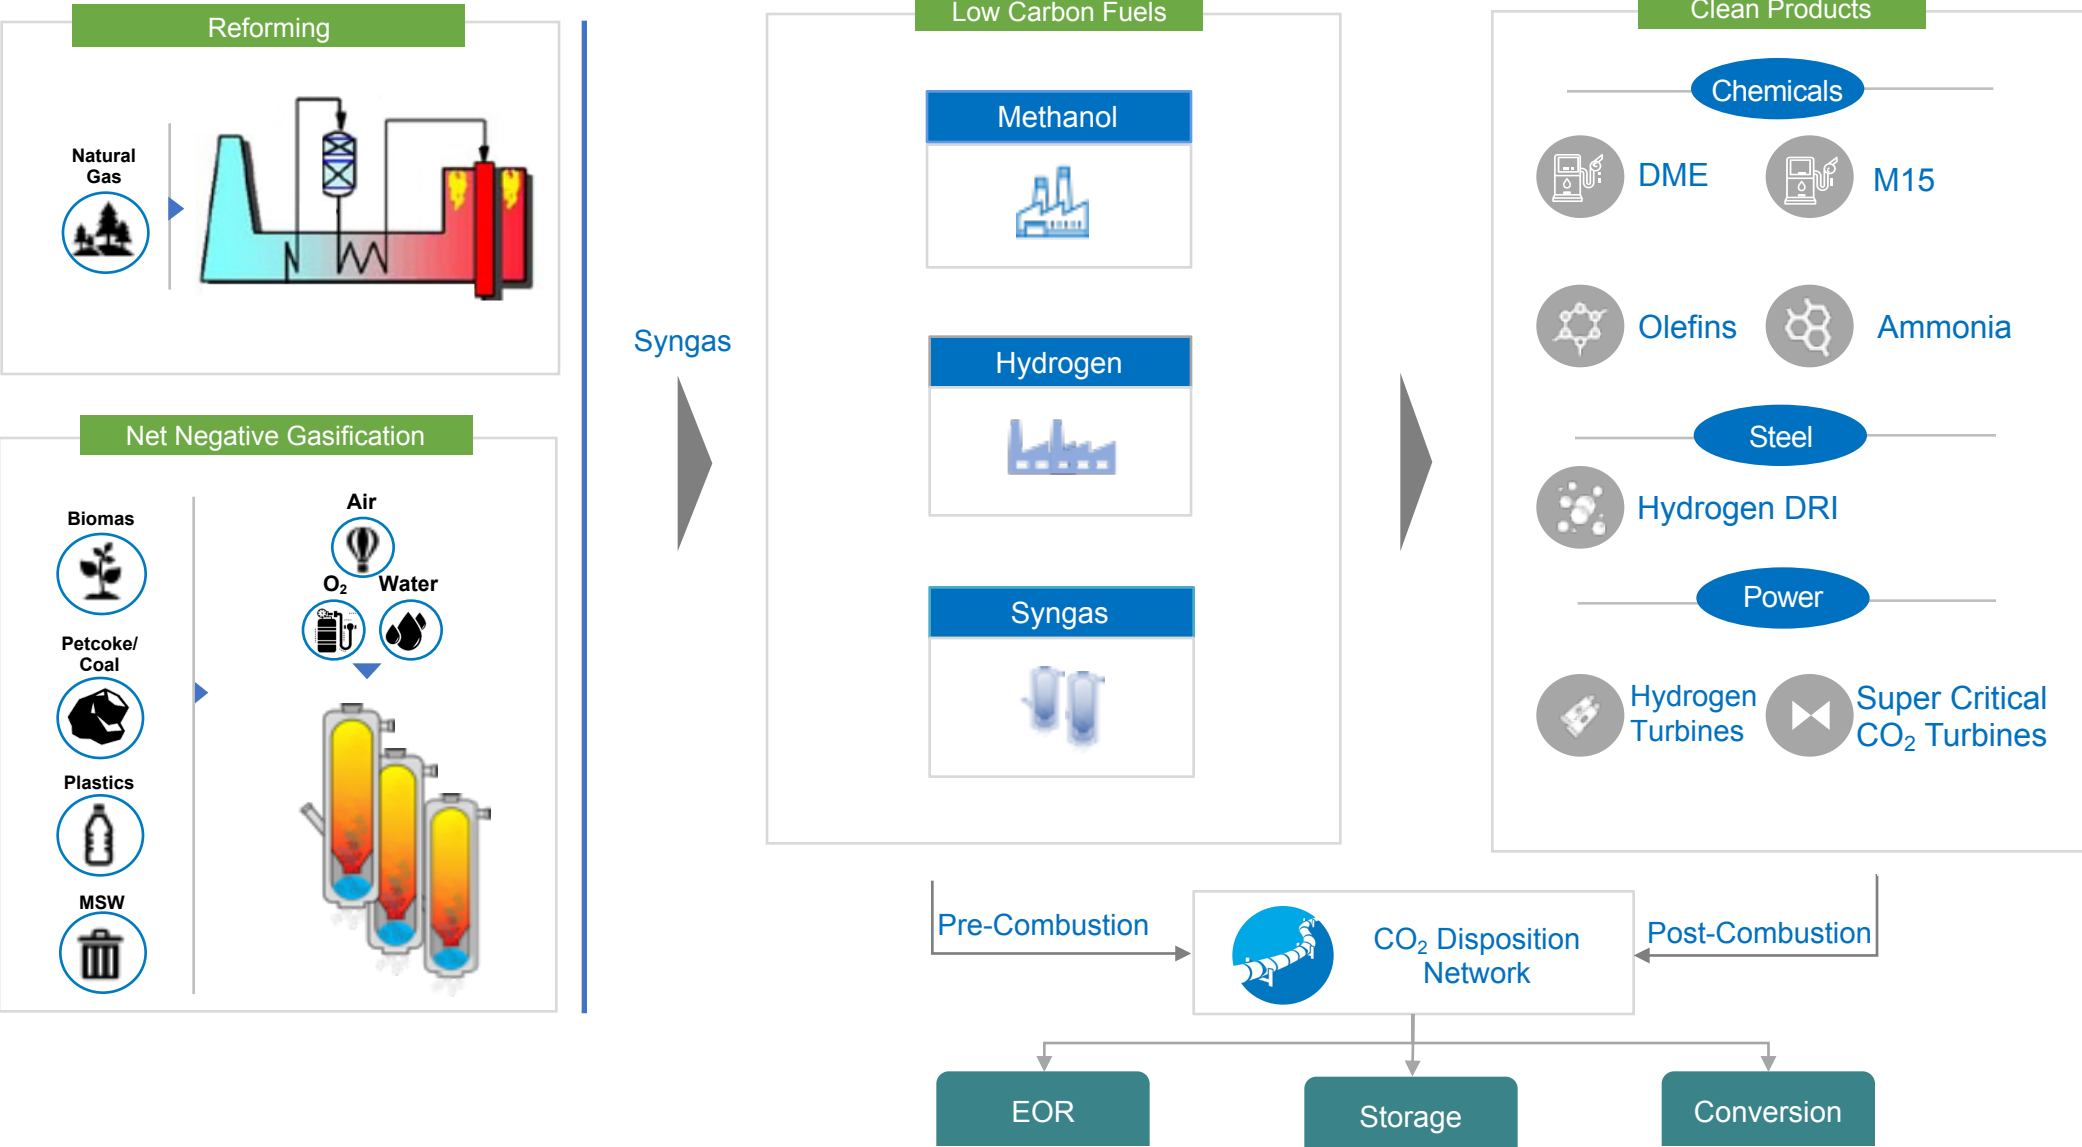 Reforming
Natural
Gas
Net Negative Gasification
Biomas
Petcoke/
Coal
Plastics
MSW
Air
O₂
Water
Syngas
Low Carbon Fuels
Methanol
Hydrogen
Syngas
Clean Products
Chemicals
DME
M15
Olefins
Ammonia
Steel
Hydrogen DRI
Power
Hydrogen
Turbines
Super Critical
CO₂ Turbines
Pre-Combustion
CO₂ Disposition
Network
Post-Combustion
EOR
Storage
Conversion